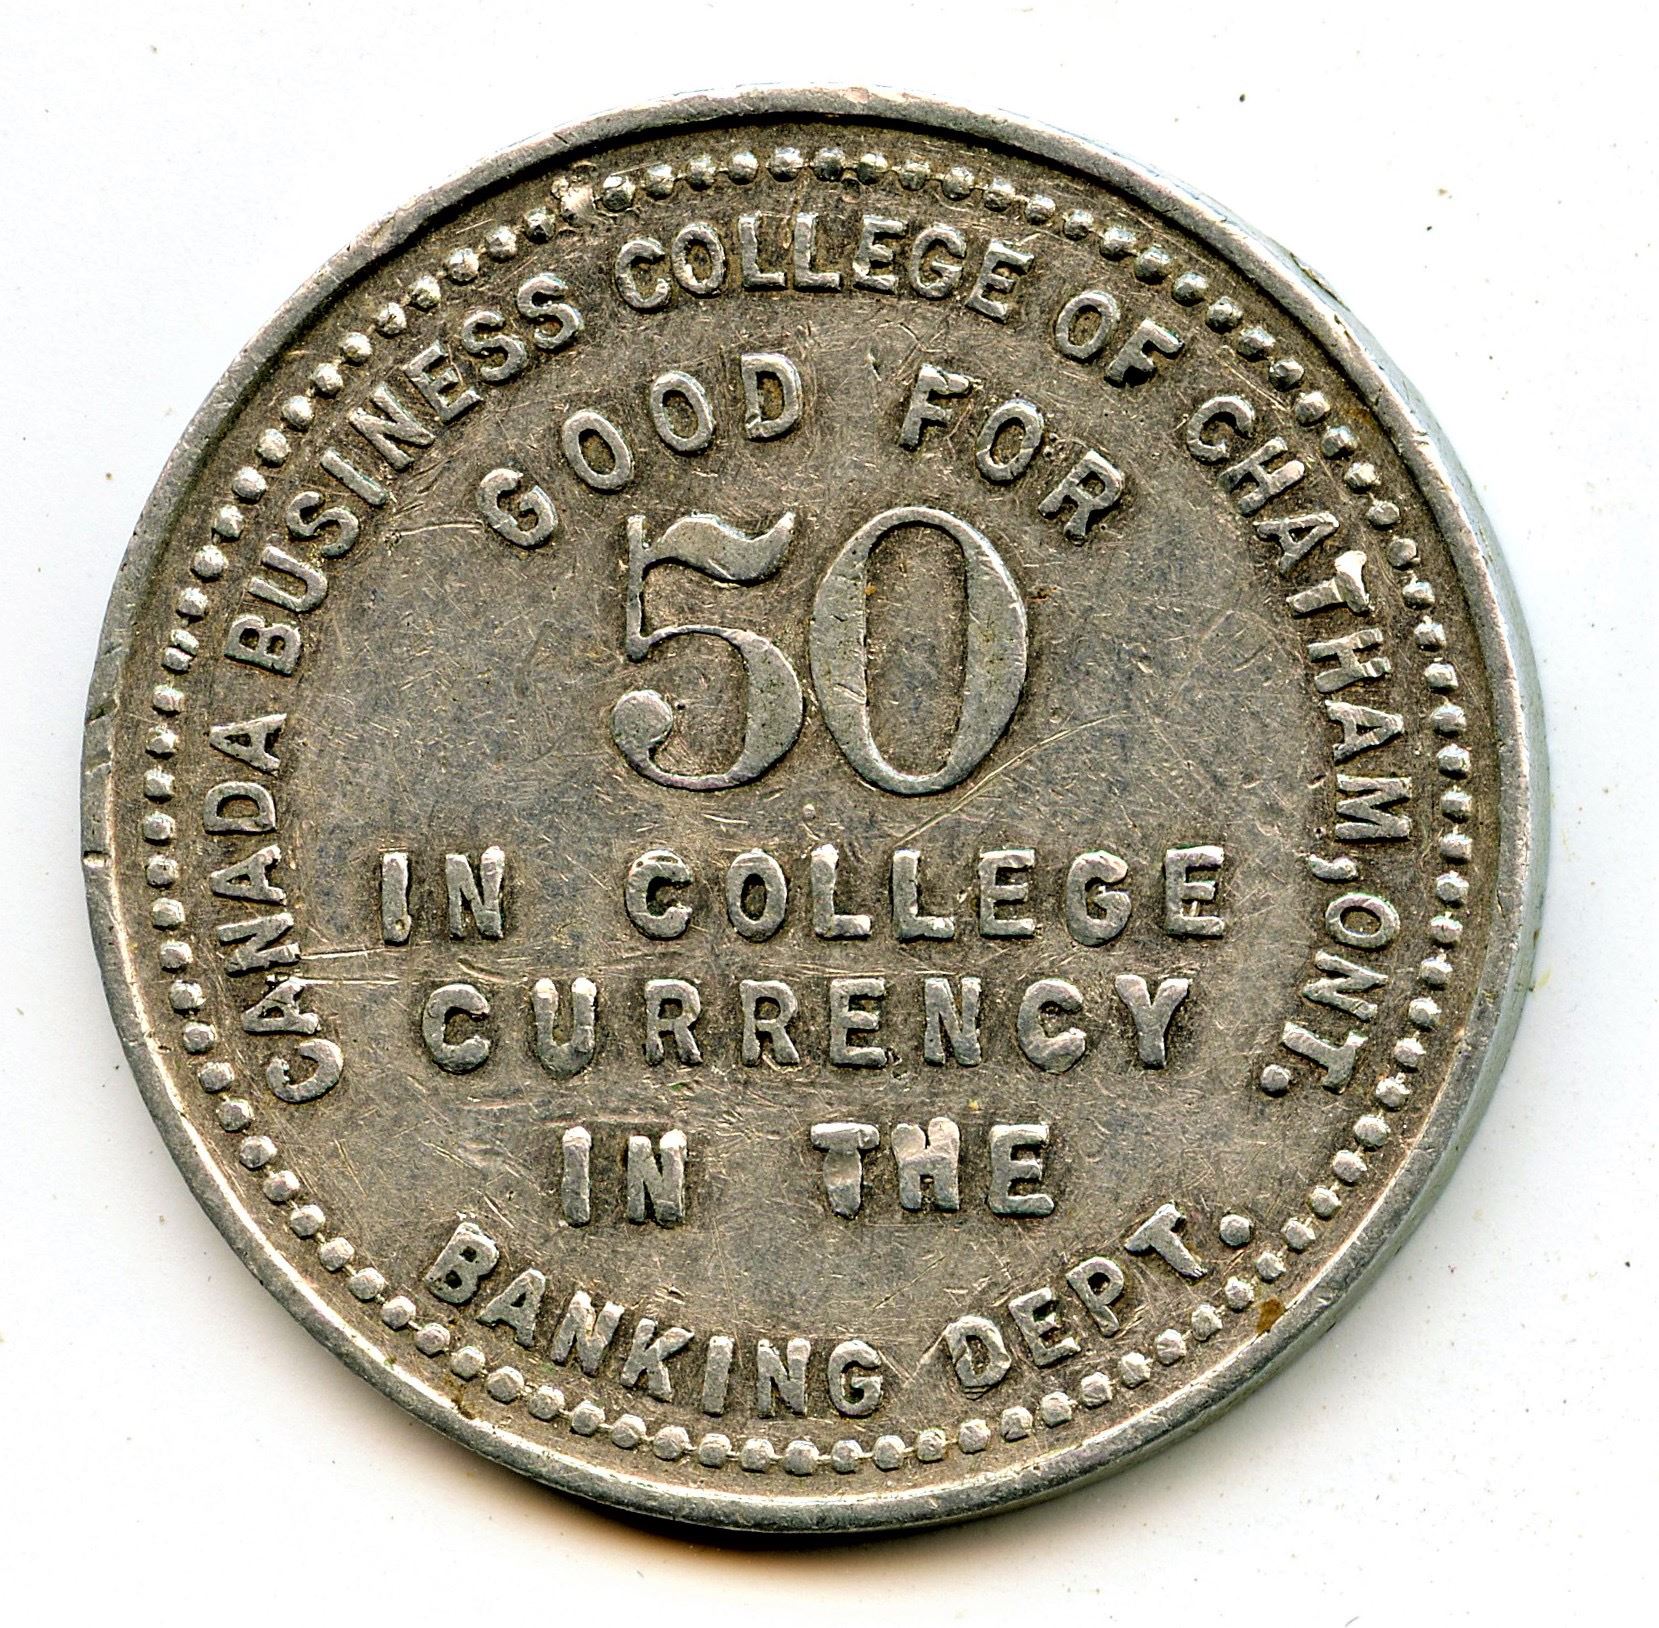 CANADA BUSINESS COLLEGE OF CHATHAM, ONT.
GOOD FOR
50
IN COLLEGE
CURRENCY
IN THE
BANKING DEPT.